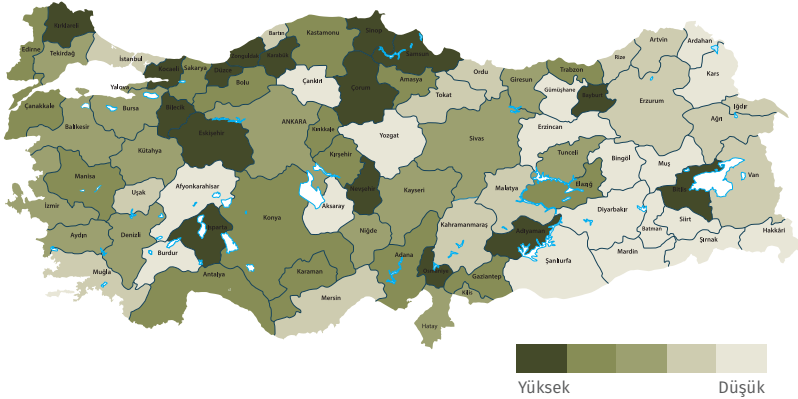 Kırklareli
Edirne
Tekirdağ
İstanbul
Kocaeli
Yalova
Sakarya
Düzce
Bolu
Zonguldak
Bartın
Karabük
Kastamonu
Sinop
Samsun
Çankırı
Çorum
Amasya
Tokat
Ordu
Giresun
Trabzon
Gümüşhane
Bayburt
Rize
Artvin
Ardahan
Kars
Iğdır
Ağrı
Erzurum
Erzincan
Çanakkale
Balıkesir
Bursa
Bilecik
Eskişehir
Kütahya
ANKARA
Kırıkkale
Kırşehir
Yozgat
Sivas
Tunceli
Bingöl
Muş
Bitlis
Van
Manisa
Uşak
Afyonkarahisar
İzmir
Aydın
Denizli
Muğla
Burdur
Isparta
Antalya
Konya
Aksaray
Nevşehir
Kayseri
Niğde
Karaman
Mersin
Adana
Osmaniye
Hatay
Kilis
Gaziantep
Kahramanmaraş
Malatya
Elazığ
Adıyaman
Şanlıurfa
Diyarbakır
Mardin
Batman
Siirt
Şırnak
Hakkâri
Yüksek
Düşük